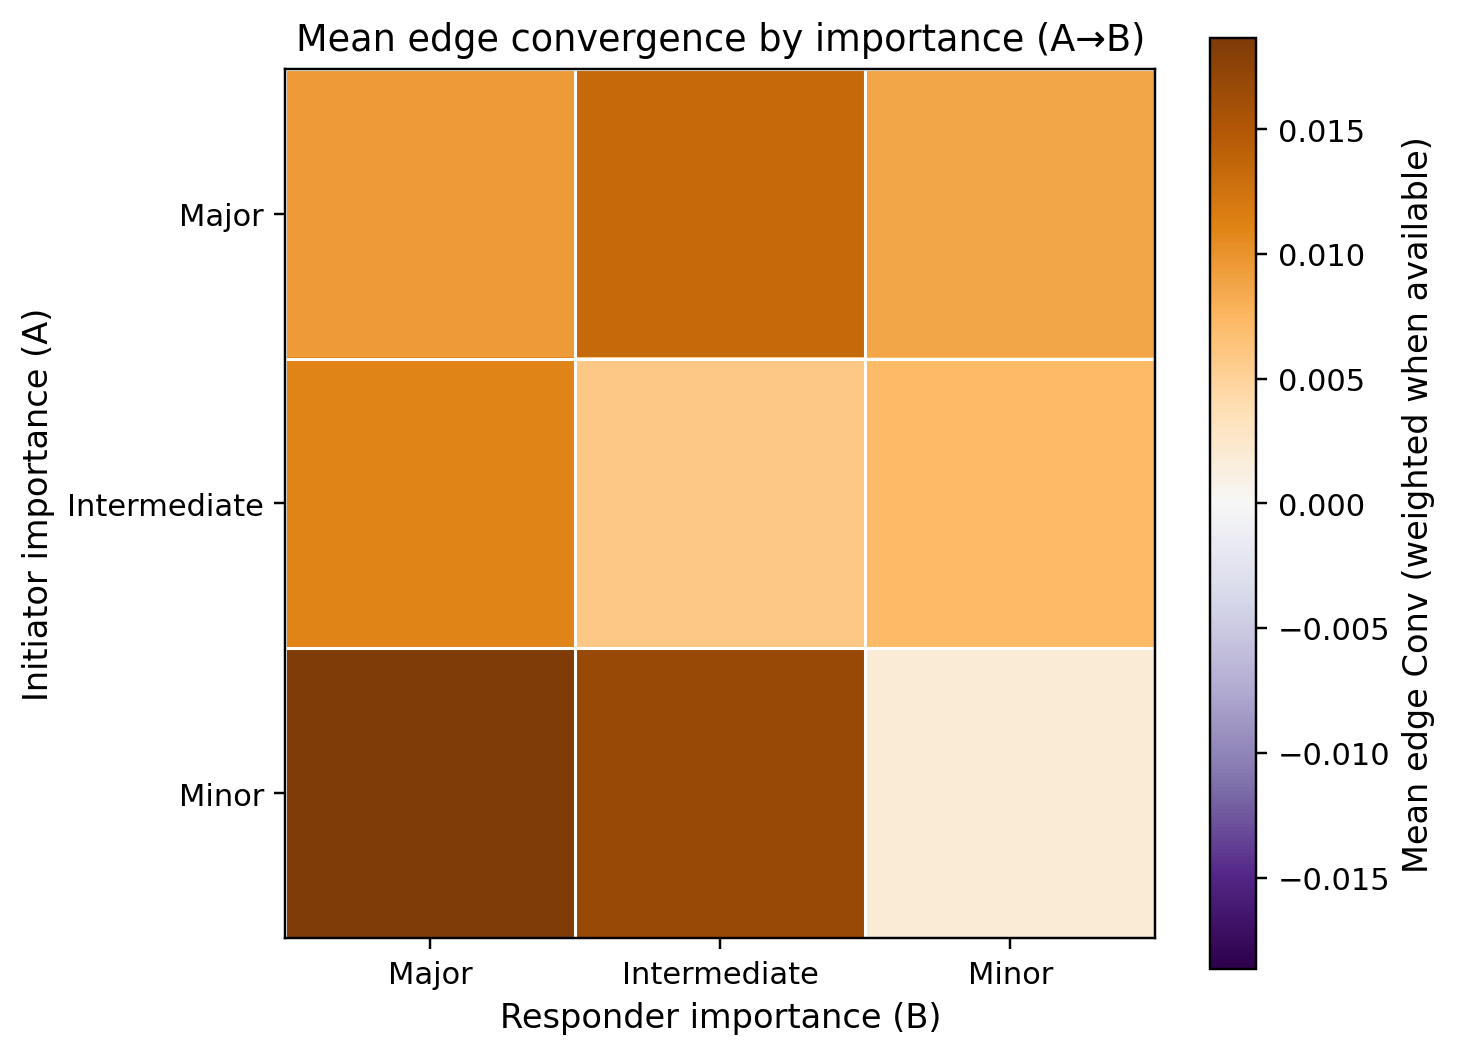 Mean edge convergence by importance (A→B)
Initiator importance (A)
Major
Intermediate
Minor
Major
Intermediate
Minor
Responder importance (B)
0.015
0.010
0.005
0.000
−0.005
−0.010
−0.015
Mean edge Conv (weighted when available)